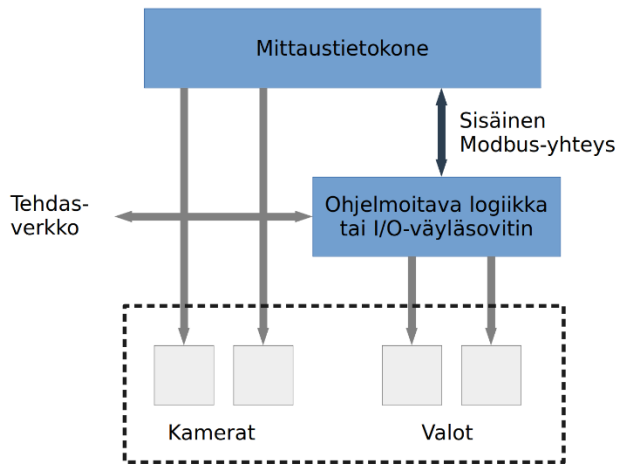 Mittaustietokone
Sisäinen
Modbus-yhteys
Tehdas-
verkko
Ohjelmoitava logiikka
tai I/O-väyläsovitin
Kamerat
Valot